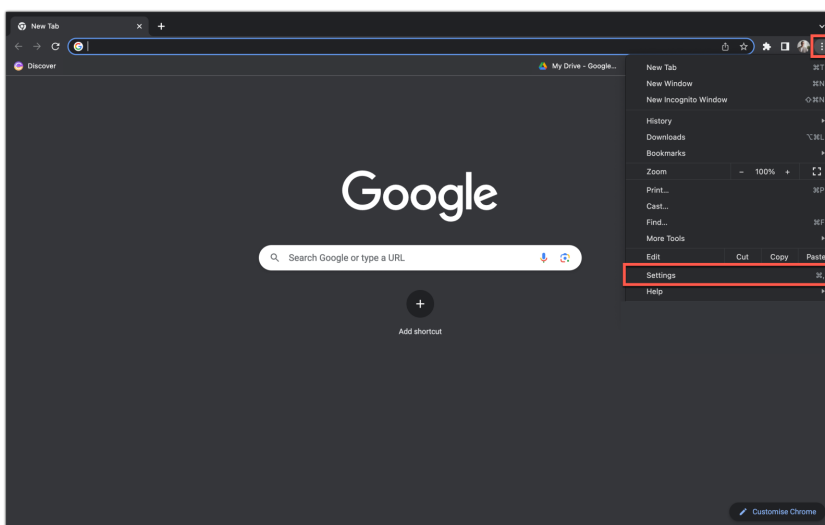 New Tab
Discover
My Drive - Google...
New Tab ⌘T
New Window ⌘N
New Incognito Window ⇧⌘N
History
Downloads ⌥⌘L
Bookmarks
Zoom − 100% +
Print... ⌘P
Cast...
Find... ⌘F
More Tools
Edit Cut Copy Paste
Settings ⌘,
Help
Google
Search Google or type a URL
Add shortcut
Customise Chrome